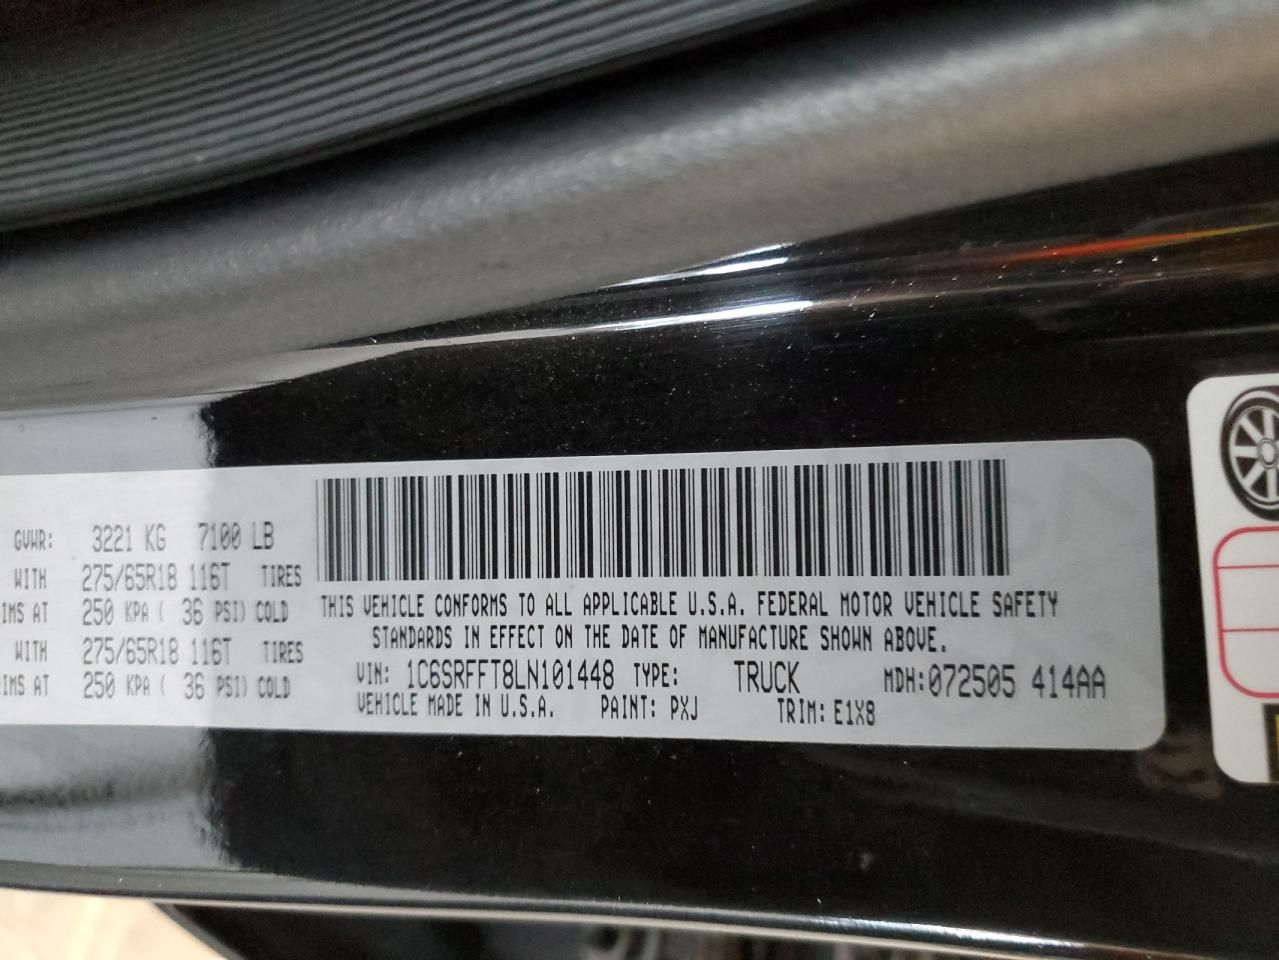 GVWR: 3221 KG 7100 LB
WITH 275/65R18 116T TIRES
IMS AT 250 KPA ( 36 PSI) COLD
WITH 275/65R18 116T TIRES
IMS AT 250 KPA ( 36 PSI) COLD
THIS VEHICLE CONFORMS TO ALL APPLICABLE U.S.A. FEDERAL MOTOR VEHICLE SAFETY
STANDARDS IN EFFECT ON THE DATE OF MANUFACTURE SHOWN ABOVE.
VIN: 1C6SRFFT8LN101448 TYPE: TRUCK MDH:072505 414AA
VEHICLE MADE IN U.S.A. PAINT: PXJ TRIM: E1X8